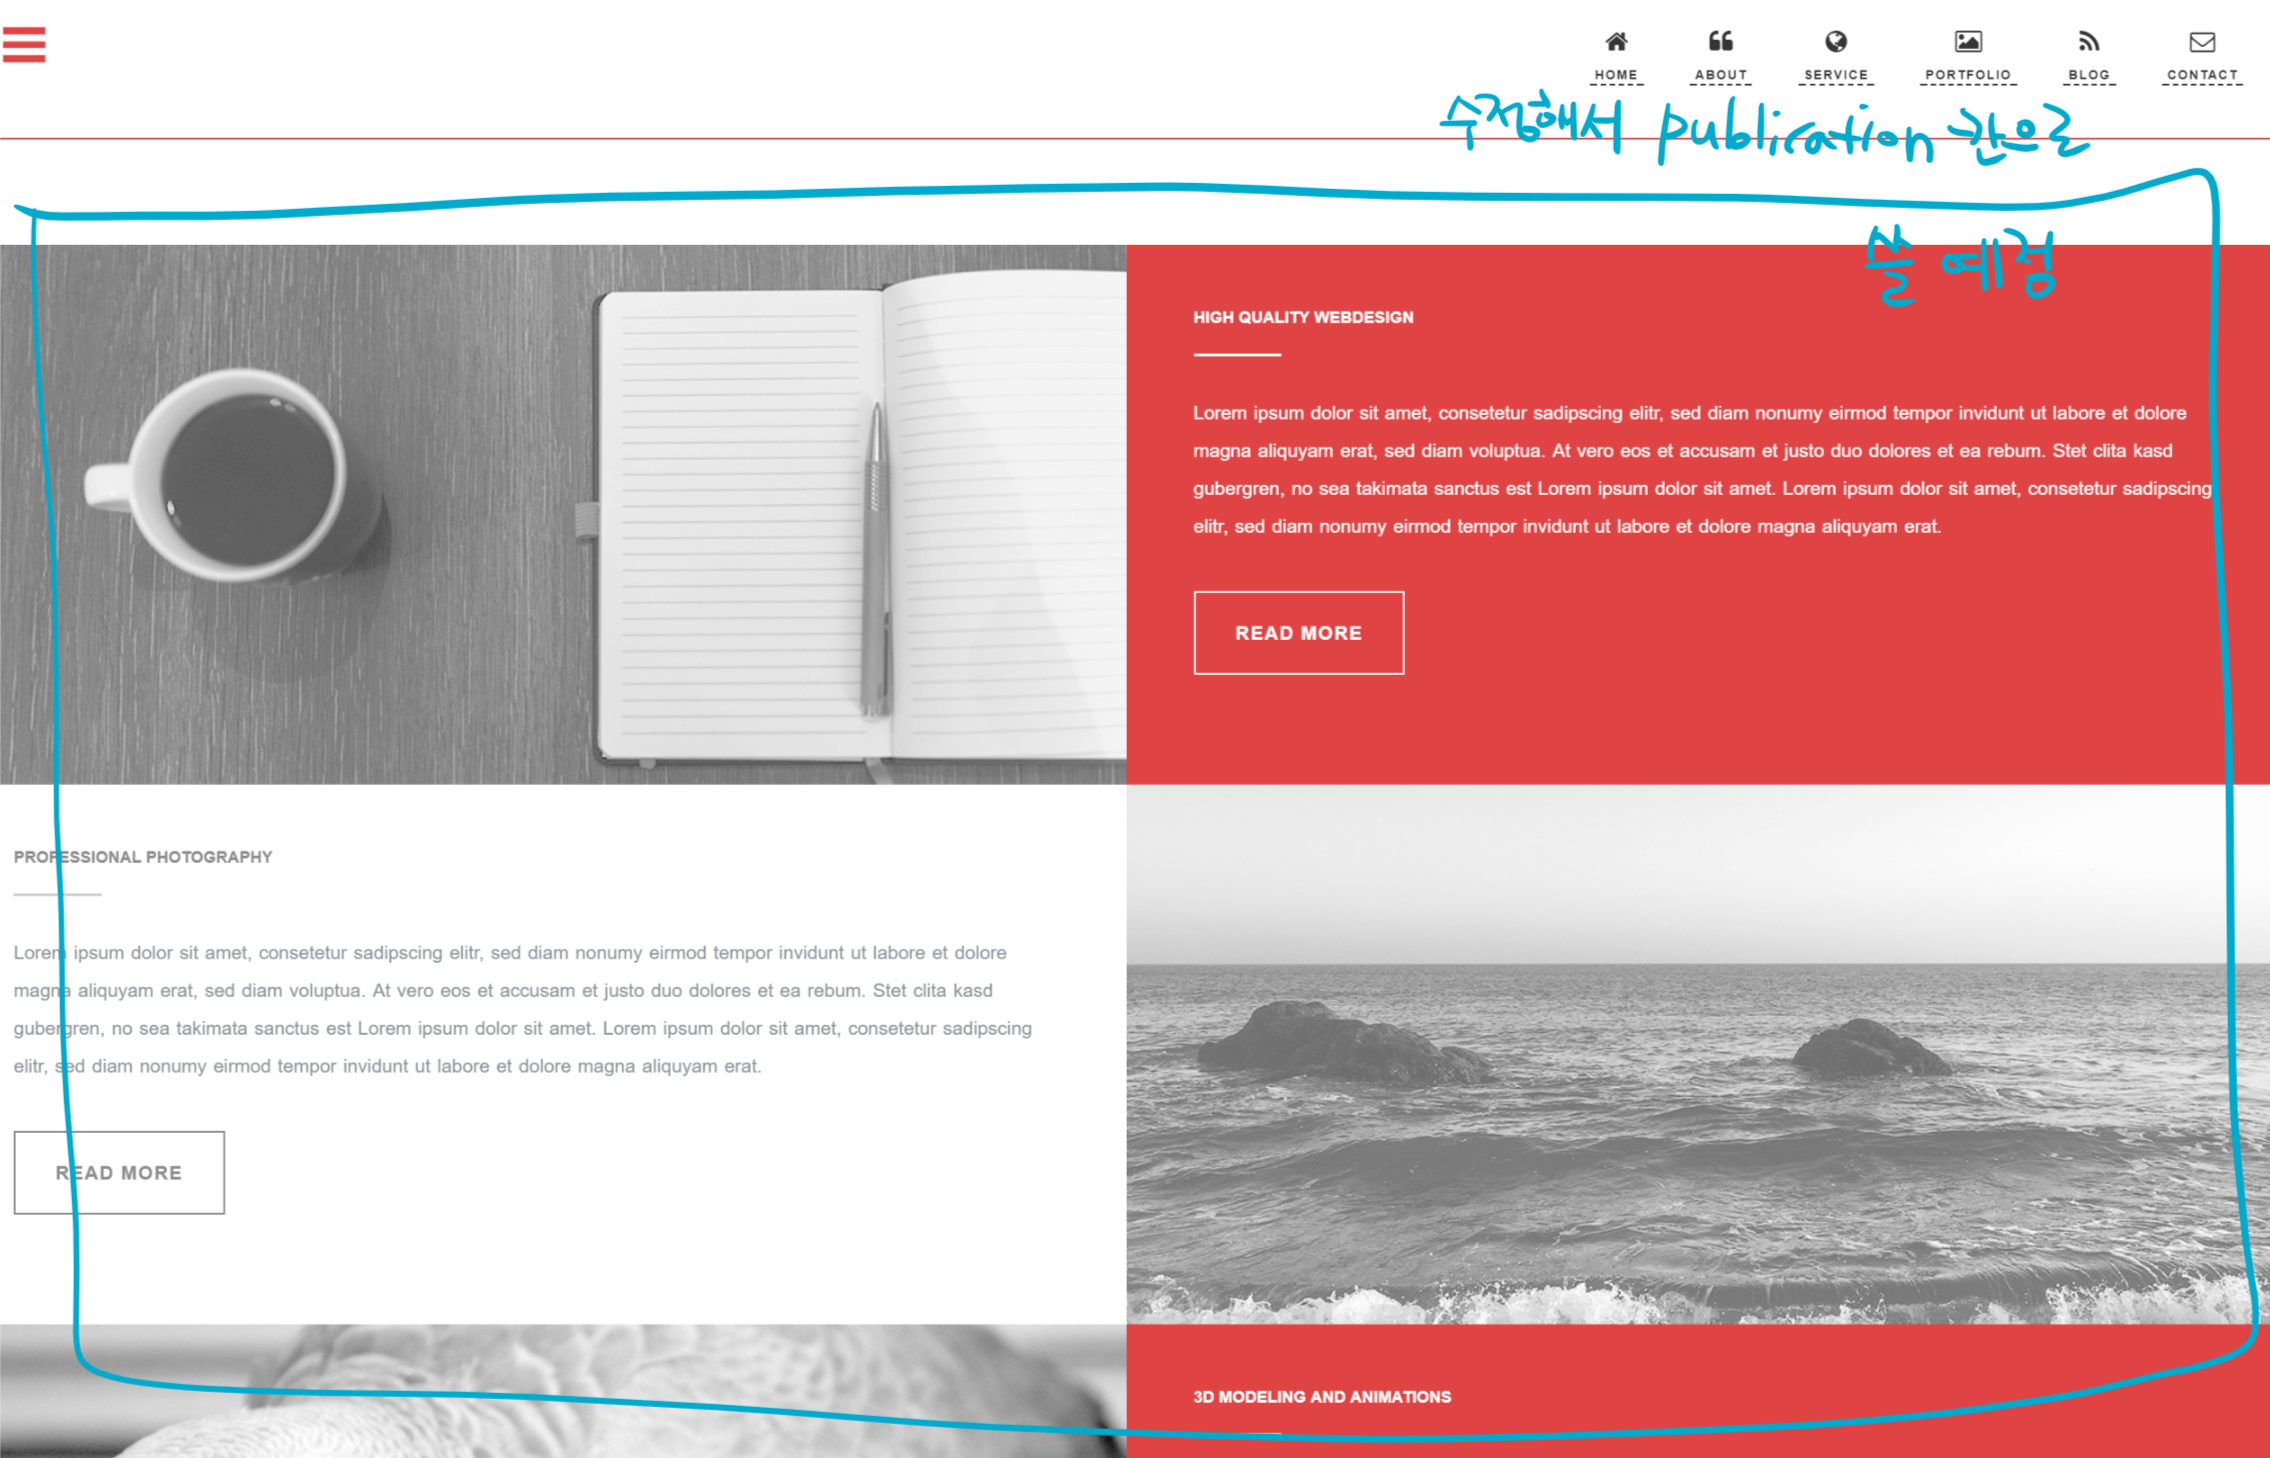 HOME ABOUT SERVICE PORTFOLIO BLOG CONTACT
수정해서 publication 칸으로
쓸 예정
HIGH QUALITY WEBDESIGN
Lorem ipsum dolor sit amet, consetetur sadipscing elitr, sed diam nonumy eirmod tempor invidunt ut labore et dolore
magna aliquyam erat, sed diam voluptua. At vero eos et accusam et justo duo dolores et ea rebum. Stet clita kasd
gubergren, no sea takimata sanctus est Lorem ipsum dolor sit amet. Lorem ipsum dolor sit amet, consetetur sadipscing
elitr, sed diam nonumy eirmod tempor invidunt ut labore et dolore magna aliquyam erat.
READ MORE
PROFESSIONAL PHOTOGRAPHY
Lorem ipsum dolor sit amet, consetetur sadipscing elitr, sed diam nonumy eirmod tempor invidunt ut labore et dolore
magna aliquyam erat, sed diam voluptua. At vero eos et accusam et justo duo dolores et ea rebum. Stet clita kasd
gubergren, no sea takimata sanctus est Lorem ipsum dolor sit amet. Lorem ipsum dolor sit amet, consetetur sadipscing
elitr, sed diam nonumy eirmod tempor invidunt ut labore et dolore magna aliquyam erat.
READ MORE
3D MODELING AND ANIMATIONS